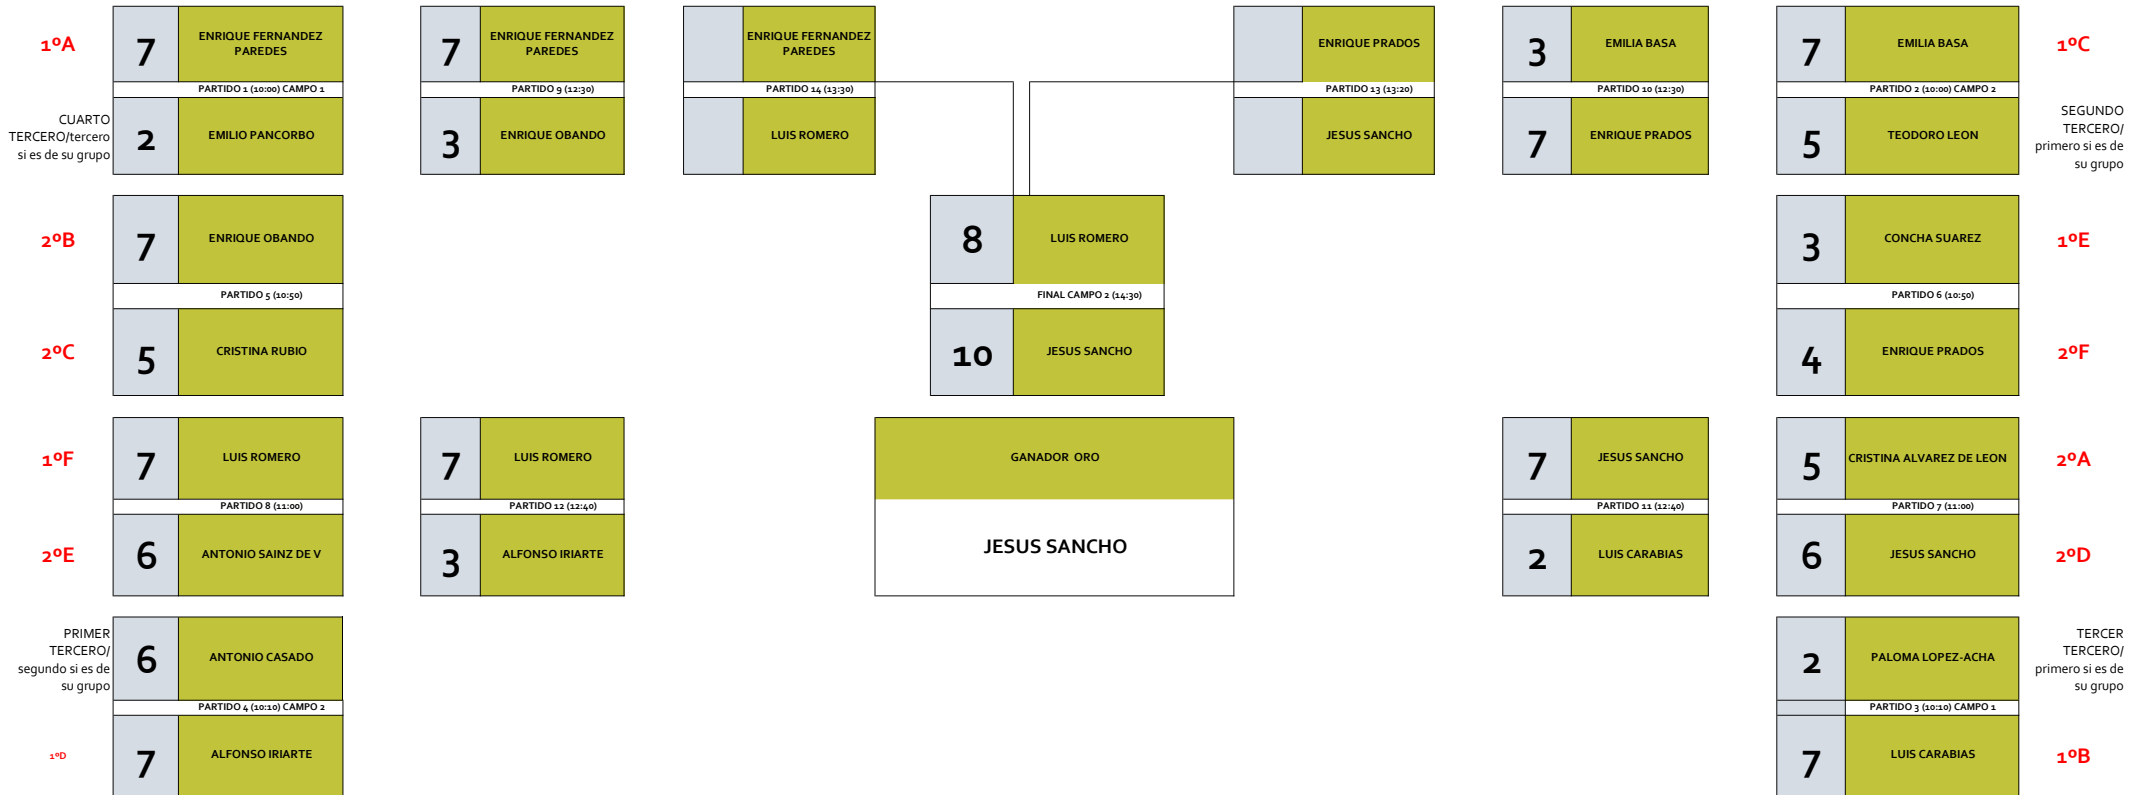 1ºA
7
ENRIQUE FERNANDEZ
PAREDES
PARTIDO 1 (10:00) CAMPO 1
CUARTO
TERCERO/tercero
si es de su grupo
2
EMILIO PANCORBO
2ºB
7
ENRIQUE OBANDO
PARTIDO 5 (10:50)
2ºC
5
CRISTINA RUBIO
1ºF
7
LUIS ROMERO
PARTIDO 8 (11:00)
2ºE
6
ANTONIO SAINZ DE V
PRIMER
TERCERO/
segundo si es de
su grupo
6
ANTONIO CASADO
PARTIDO 4 (10:10) CAMPO 2
1ºD
7
ALFONSO IRIARTE
7
ENRIQUE FERNANDEZ
PAREDES
PARTIDO 9 (12:30)
3
ENRIQUE OBANDO
7
LUIS ROMERO
PARTIDO 12 (12:40)
3
ALFONSO IRIARTE
ENRIQUE FERNANDEZ
PAREDES
PARTIDO 14 (13:30)
LUIS ROMERO
8
LUIS ROMERO
FINAL CAMPO 2 (14:30)
10
JESUS SANCHO
GANADOR ORO
JESUS SANCHO
ENRIQUE PRADOS
PARTIDO 13 (13:20)
JESUS SANCHO
3
EMILIA BASA
PARTIDO 10 (12:30)
7
ENRIQUE PRADOS
7
JESUS SANCHO
PARTIDO 11 (12:40)
2
LUIS CARABIAS
7
EMILIA BASA
1ºC
PARTIDO 2 (10:00) CAMPO 2
5
TEODORO LEON
SEGUNDO
TERCERO/
primero si es de
su grupo
3
CONCHA SUAREZ
1ºE
PARTIDO 6 (10:50)
4
ENRIQUE PRADOS
2ºF
5
CRISTINA ALVAREZ DE LEON
2ºA
PARTIDO 7 (11:00)
6
JESUS SANCHO
2ºD
2
PALOMA LOPEZ-ACHA
TERCER
TERCERO/
primero si es de
su grupo
PARTIDO 3 (10:10) CAMPO 1
7
LUIS CARABIAS
1ºB